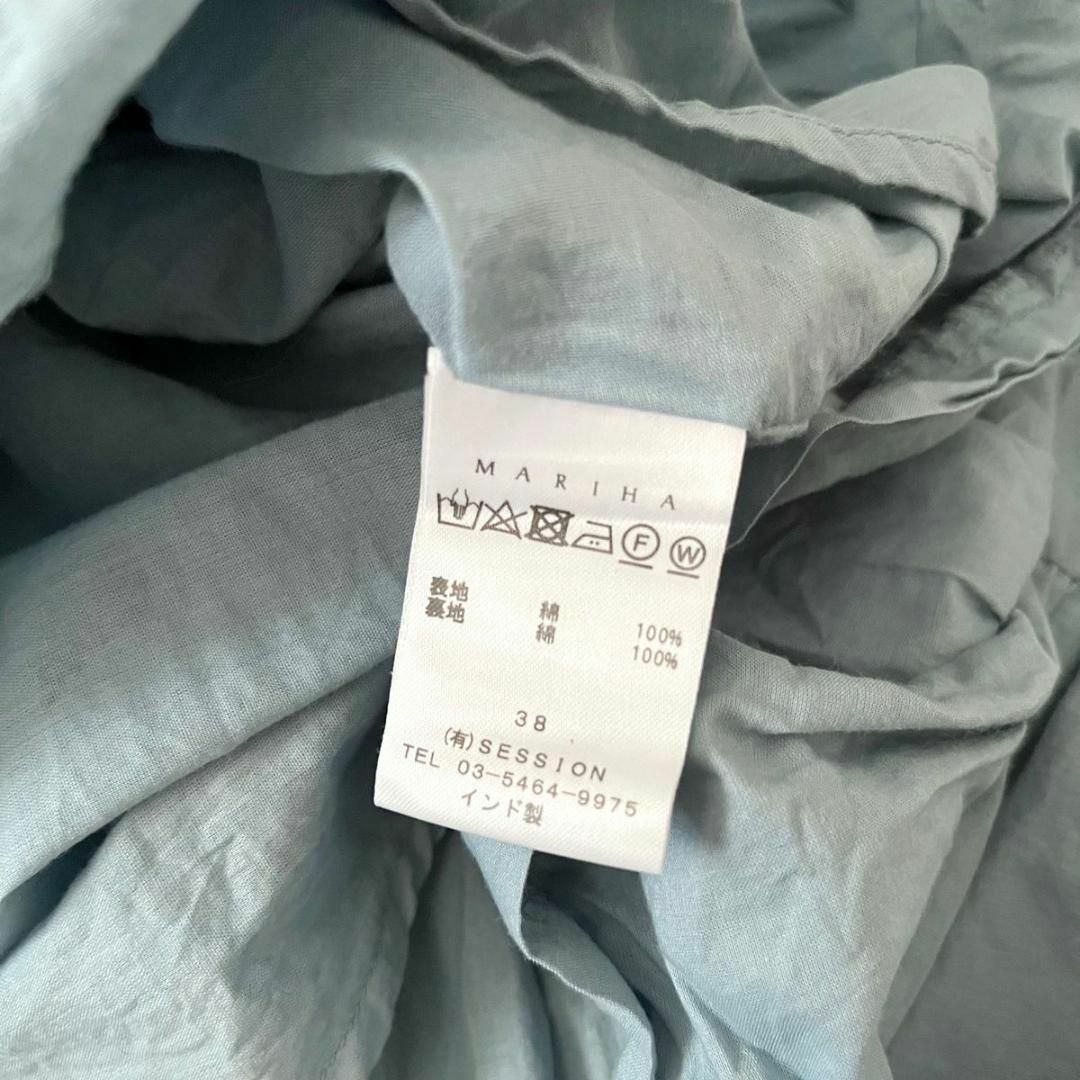 MARIHA
F W
表地 綿 100%
裏地 綿 100%
38
(有)SESSION
TEL 03-5464-9975
インド製